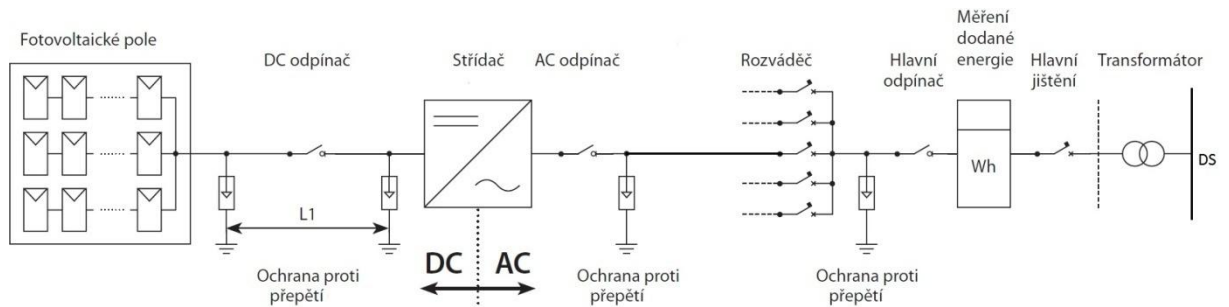 Fotovoltaické pole
DC odpínač
Střídač
AC odpínač
Rozváděč
Hlavní
odpínač
Měření
dodané
energie
Hlavní
jištění
Transformátor
Wh
DS
L1
DC
AC
Ochrana proti
přepětí
Ochrana proti
přepětí
Ochrana proti
přepětí